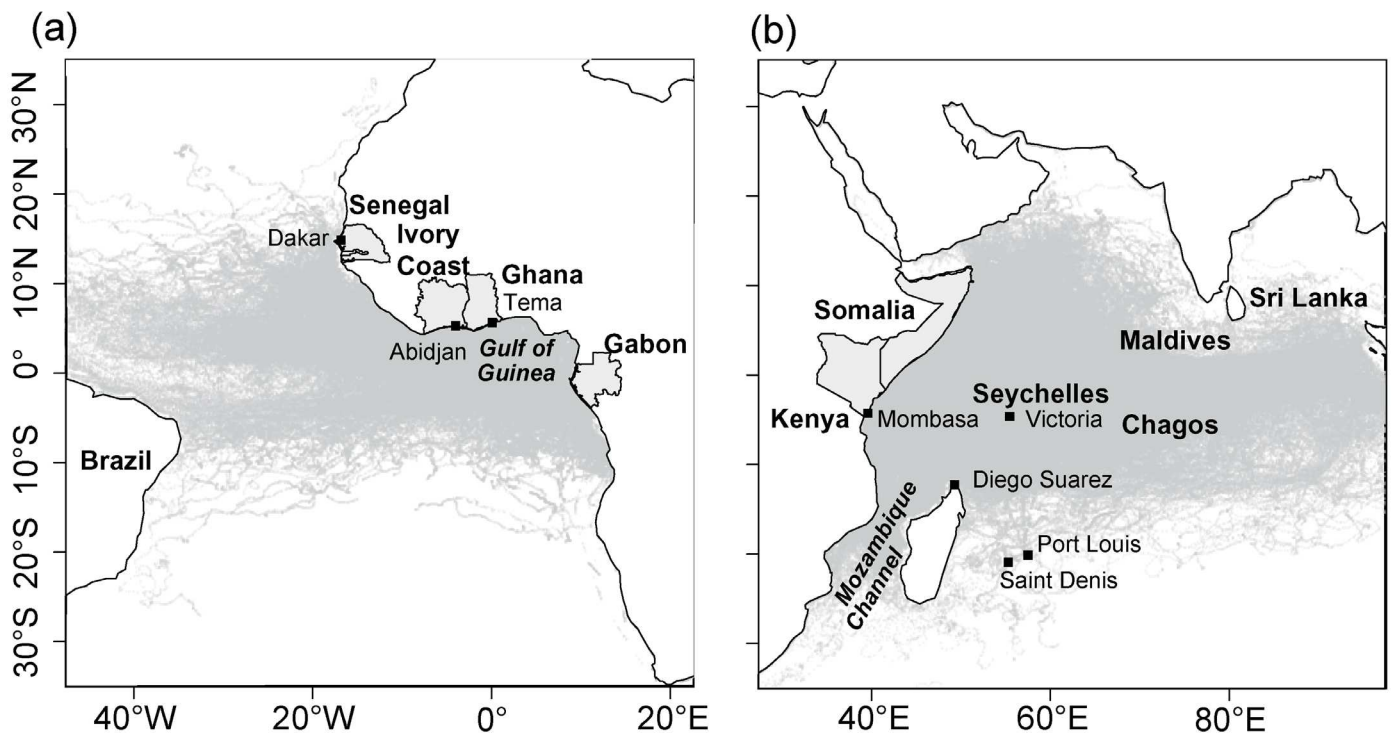 (a)
30°N
20°N
10°N
0°
10°S
20°S
30°S
Senegal
Dakar
Ivory
Coast
Ghana
Tema
Abidjan
Gulf of
Guinea
Gabon
Brazil
40°W
20°W
0°
20°E
(b)
Somalia
Sri Lanka
Maldives
Seychelles
Kenya
Mombasa
Victoria
Chagos
Diego Suarez
Mozambique
Channel
Port Louis
Saint Denis
40°E
60°E
80°E